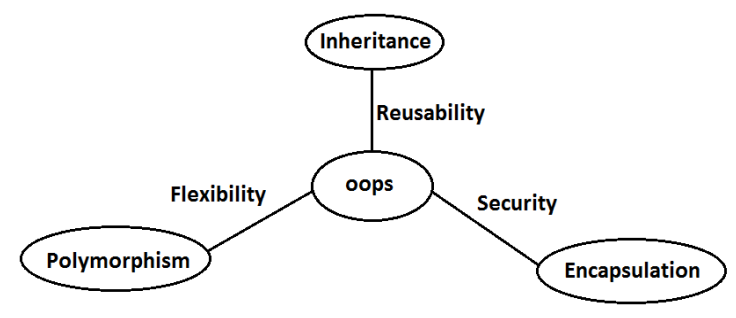 Inheritance
Reusability
oops
Flexibility
Security
Polymorphism
Encapsulation